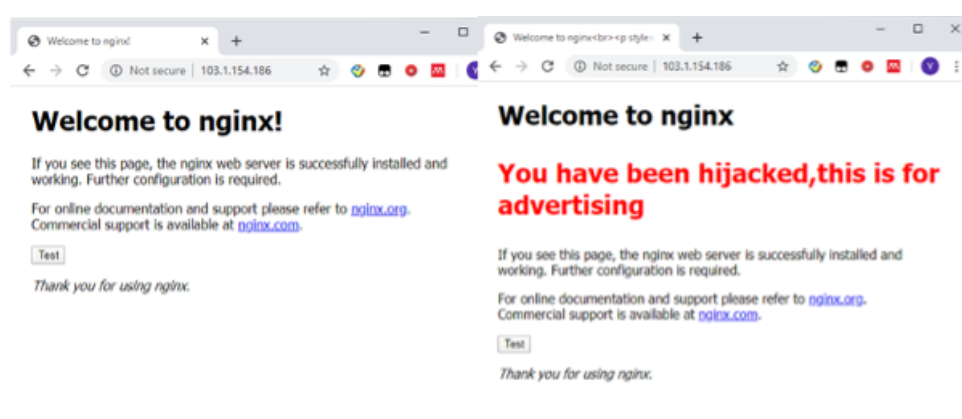 Welcome to nginx!
Not secure | 103.1.154.186
Welcome to nginx!
If you see this page, the nginx web server is successfully installed and
working. Further configuration is required.
For online documentation and support please refer to nginx.org.
Commercial support is available at nginx.com.
Test
Thank you for using nginx.
Welcome to nginx<br><p style=
Not secure | 103.1.154.186
V
Welcome to nginx
You have been hijacked,this is for
advertising
If you see this page, the nginx web server is successfully installed and
working. Further configuration is required.
For online documentation and support please refer to nginx.org.
Commercial support is available at nginx.com.
Test
Thank you for using nginx.